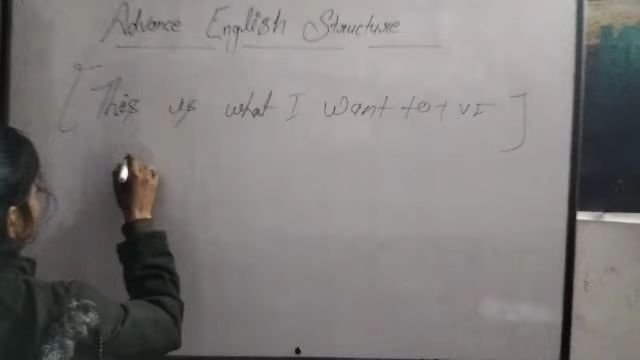 Advance English Structure
[This is what I want to + V1]